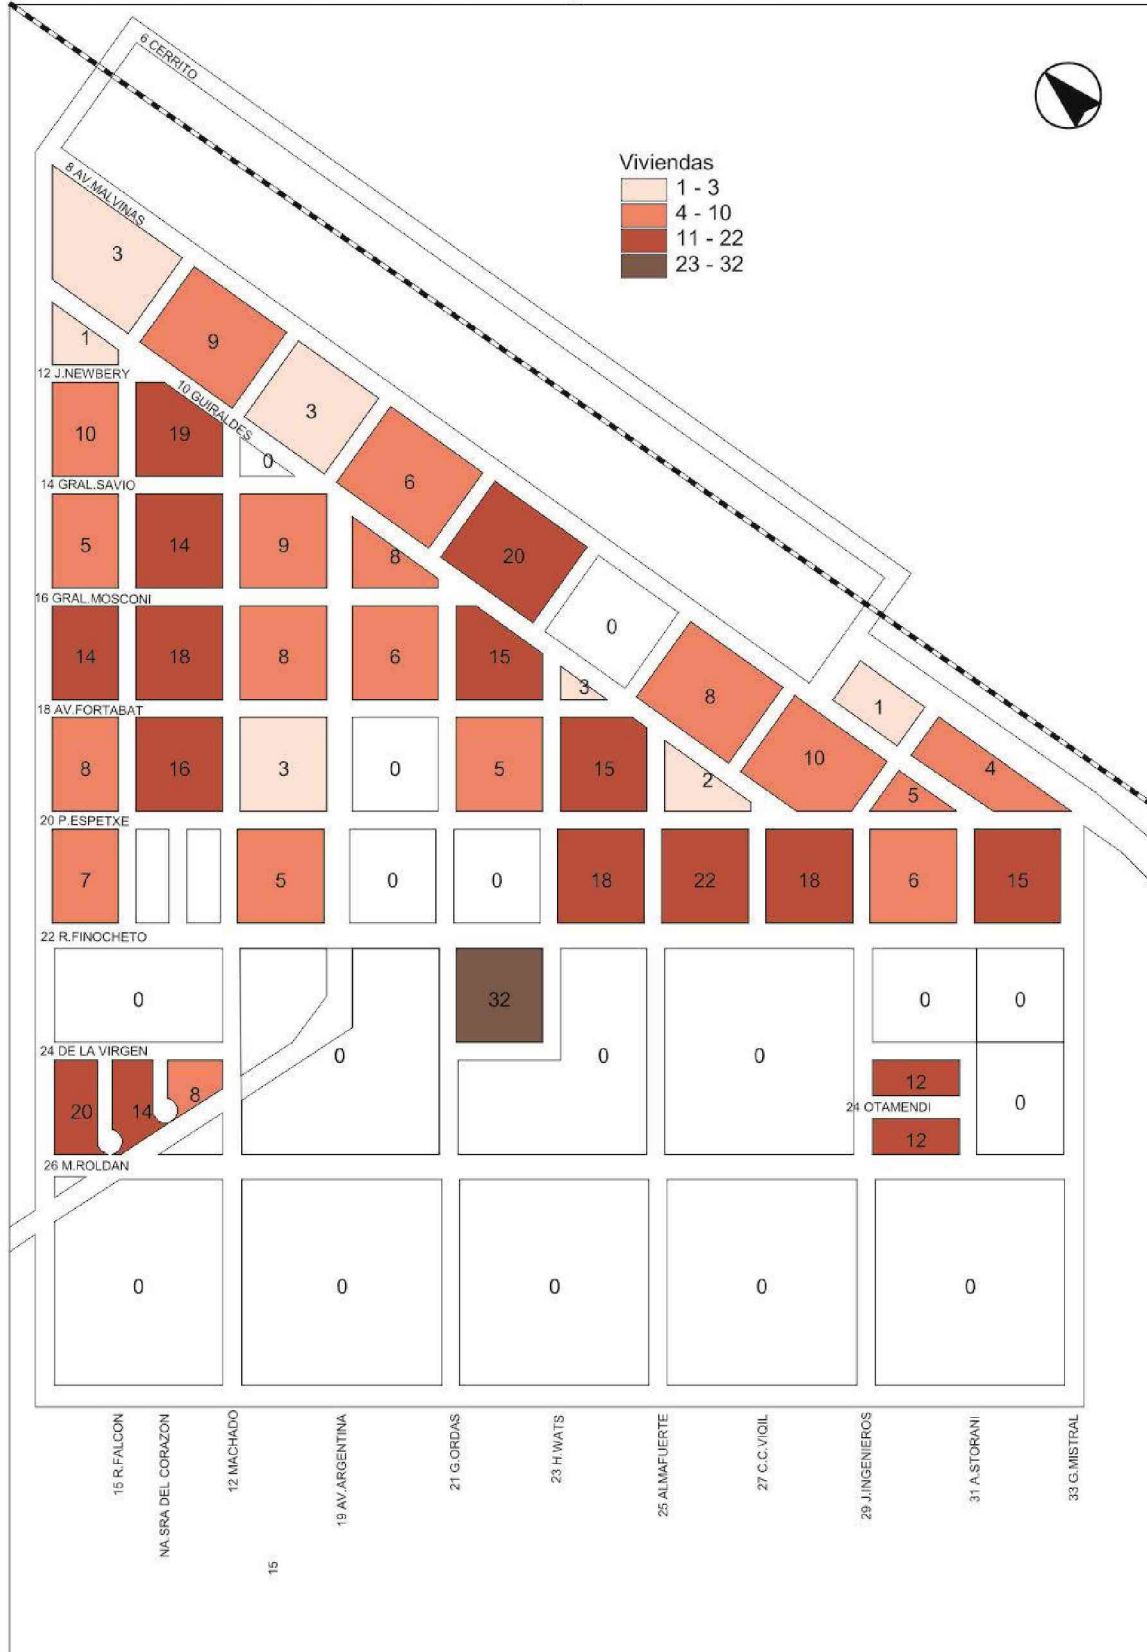 6 CERRITO
Viviendas
1 - 3
4 - 10
11 - 22
23 - 32
8 AV.MALVINAS
3
9
1
12 J.NEWBERY
10 GUIRALDES
3
10
19
0
6
14 GRAL.SAVIO
5
14
9
8
20
16 GRAL.MOSCONI
0
14
18
8
6
15
3
8
1
18 AV.FORTABAT
8
16
3
0
5
15
2
10
5
4
20 P.ESPETXE
7
5
0
0
18
22
18
6
15
22 R.FINOCHETO
0
32
0
0
24 DE LA VIRGEN
0
0
0
20
14
8
12
24 OTAMENDI
0
12
26 M.ROLDAN
0
0
0
0
0
15 R.FALCON
NA.SRA DEL CORAZON
12 MACHADO
19 AV.ARGENTINA
21 G.ORDAS
23 H.WATS
25 ALMAFUERTE
27 C.C.VIQIL
29 J.INGENIEROS
31 A.STORANI
33 G.MISTRAL
15